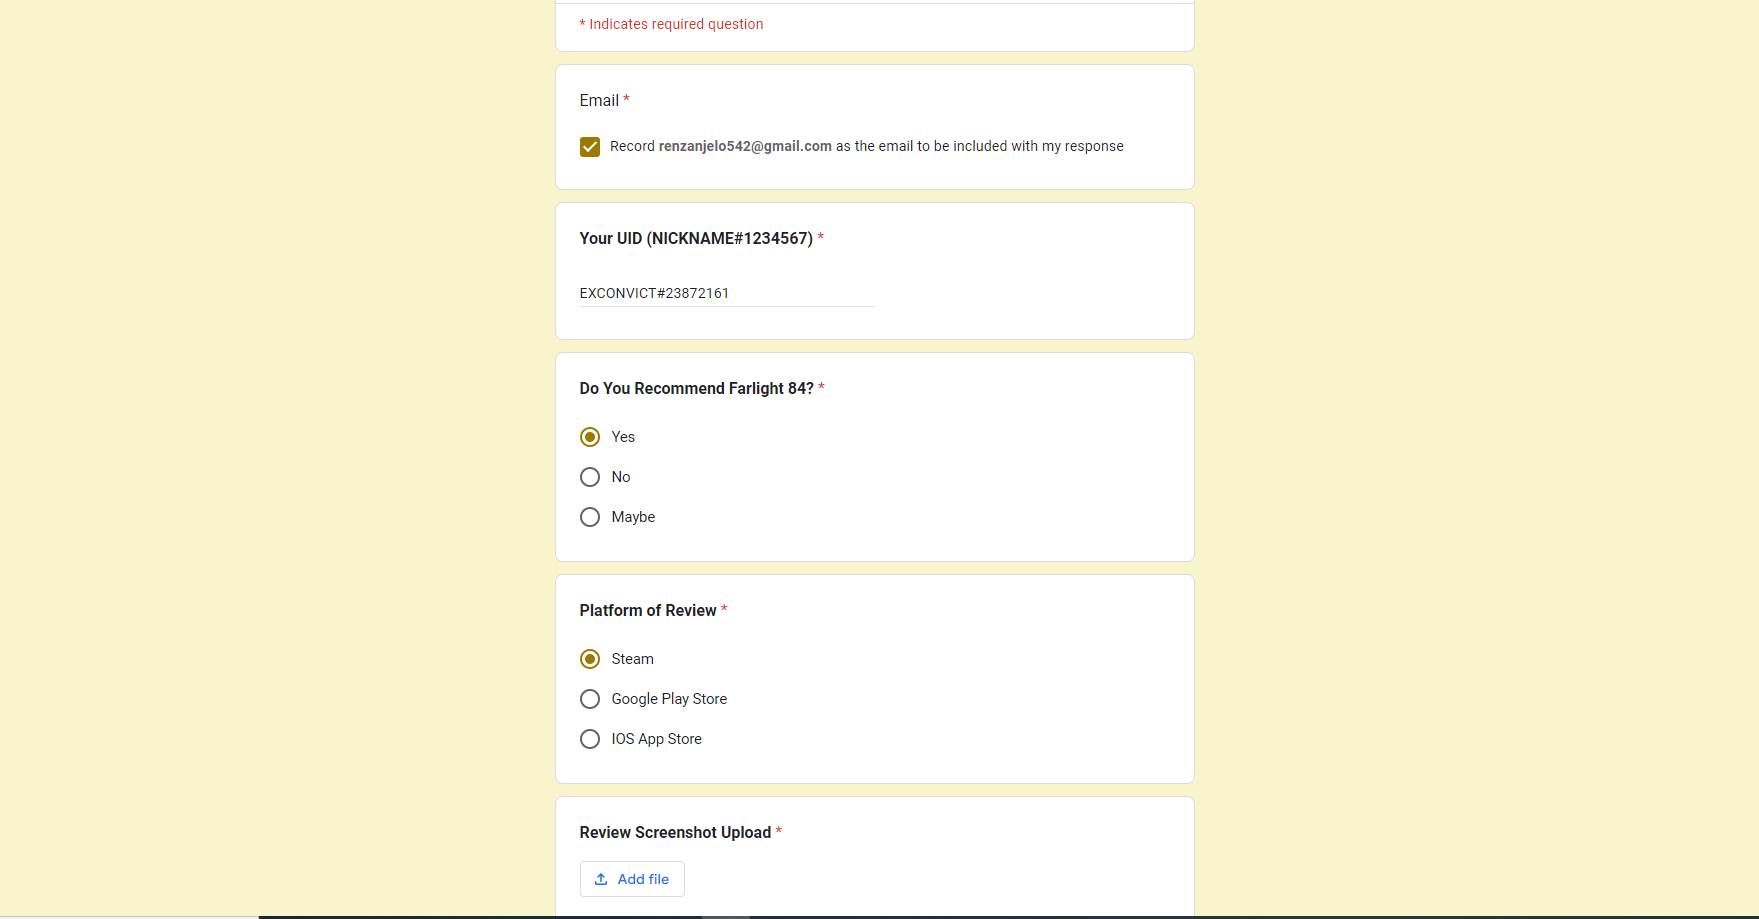 * Indicates required question
Email *
Record renzanjelo542@gmail.com as the email to be included with my response
Your UID (NICKNAME#1234567) *
EXCONVICT#23872161
Do You Recommend Farlight 84? *
Yes
No
Maybe
Platform of Review *
Steam
Google Play Store
IOS App Store
Review Screenshot Upload *
Add file